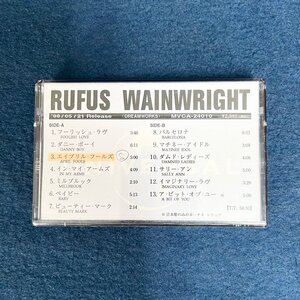 RUFUS WAINWRIGHT
'98/05/21 Release (DREAMWORKS) MVCA-24010
SIDE-A
1. フーリッシュ・ラヴ 5:46
FOOLISH LOVE
2. ダニー・ボーイ
DANNY BOY
3. エイプリル・フールズ 5:00
APRIL FOOLS
4. イン・マイ・アームズ
IN MY ARMS
5. ミルブルック
MILLBROOK
6. ベイビー
BABY
7. ビューティー・マーク
BEAUTY MARK
SIDE-B
8. バルセロナ
BARCELONA
9. マチネー・アイドル
MATINEE IDOL
10. ダムド・レディーズ
DAMNED LADIES
11. サリー・アン
SALLY ANN
12. イマジナリー・ラヴ
IMAGINARY LOVE
13. ア・ビット・オブ・ユー
A BIT OF YOU